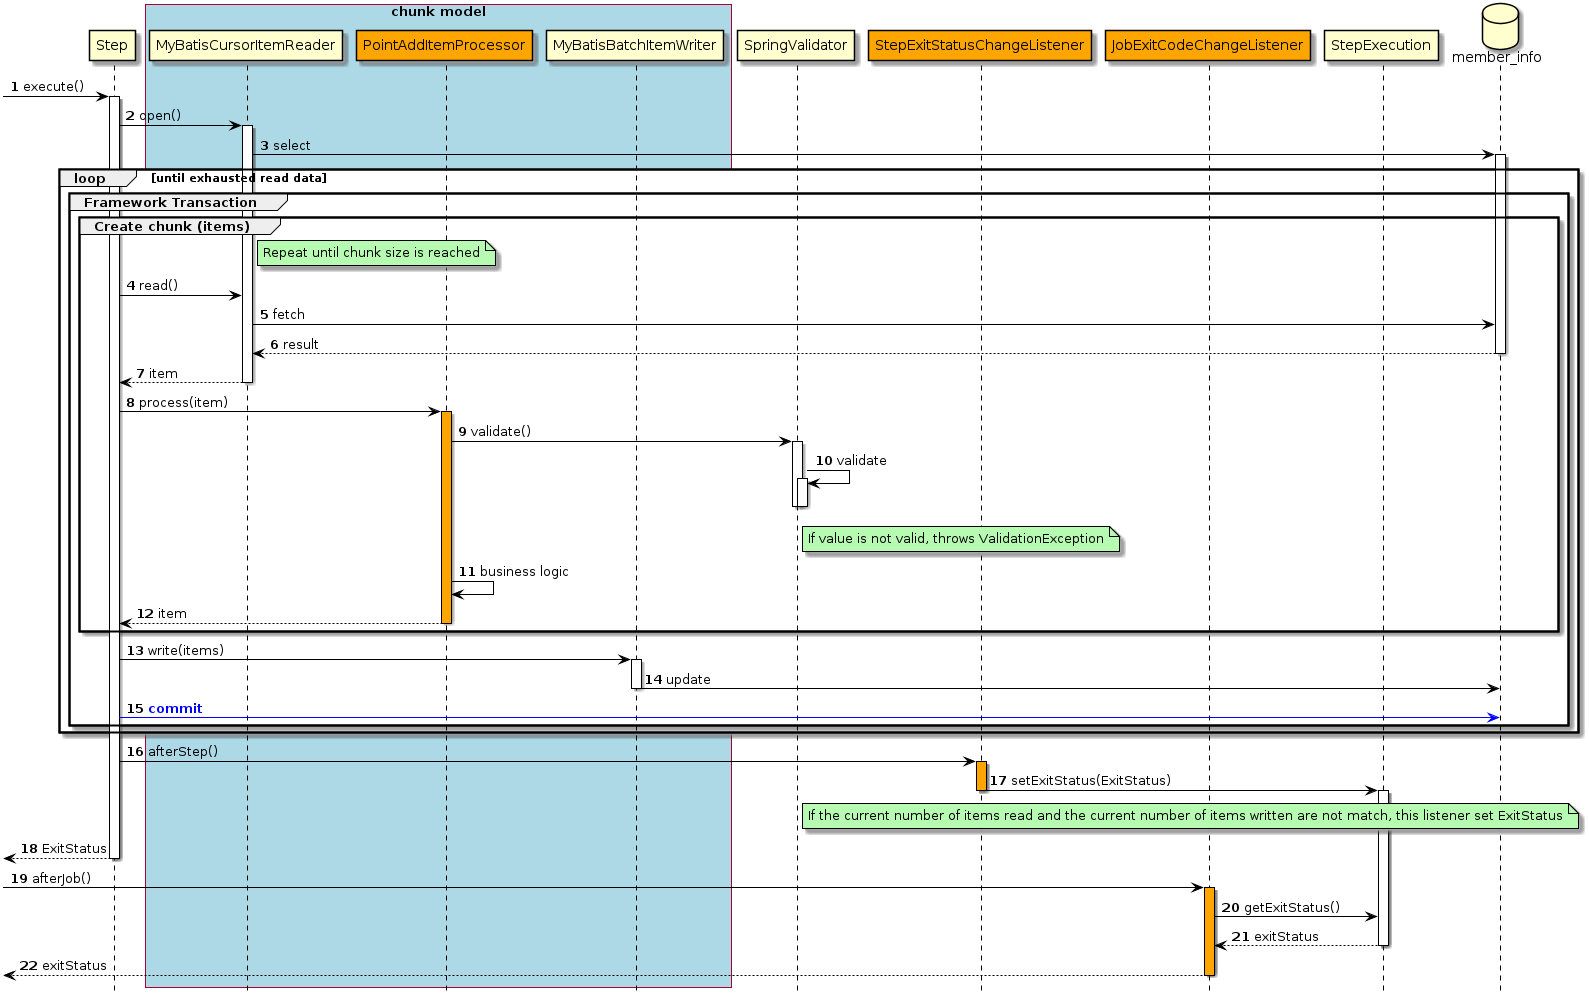 chunk model
Step
MyBatisCursorItemReader
PointAddItemProcessor
MyBatisBatchItemWriter
SpringValidator
StepExitStatusChangeListener
JobExitCodeChangeListener
StepExecution
member_info
1 execute()
2 open()
3 select
loop [until exhausted read data]
Framework Transaction
Create chunk (items)
Repeat until chunk size is reached
4 read()
5 fetch
6 result
7 item
8 process(item)
9 validate()
10 validate
If value is not valid, throws ValidationException
11 business logic
12 item
13 write(items)
14 update
15 commit
16 afterStep()
17 setExitStatus(ExitStatus)
If the current number of items read and the current number of items written are not match, this listener set ExitStatus
18 ExitStatus
19 afterJob()
20 getExitStatus()
21 exitStatus
22 exitStatus